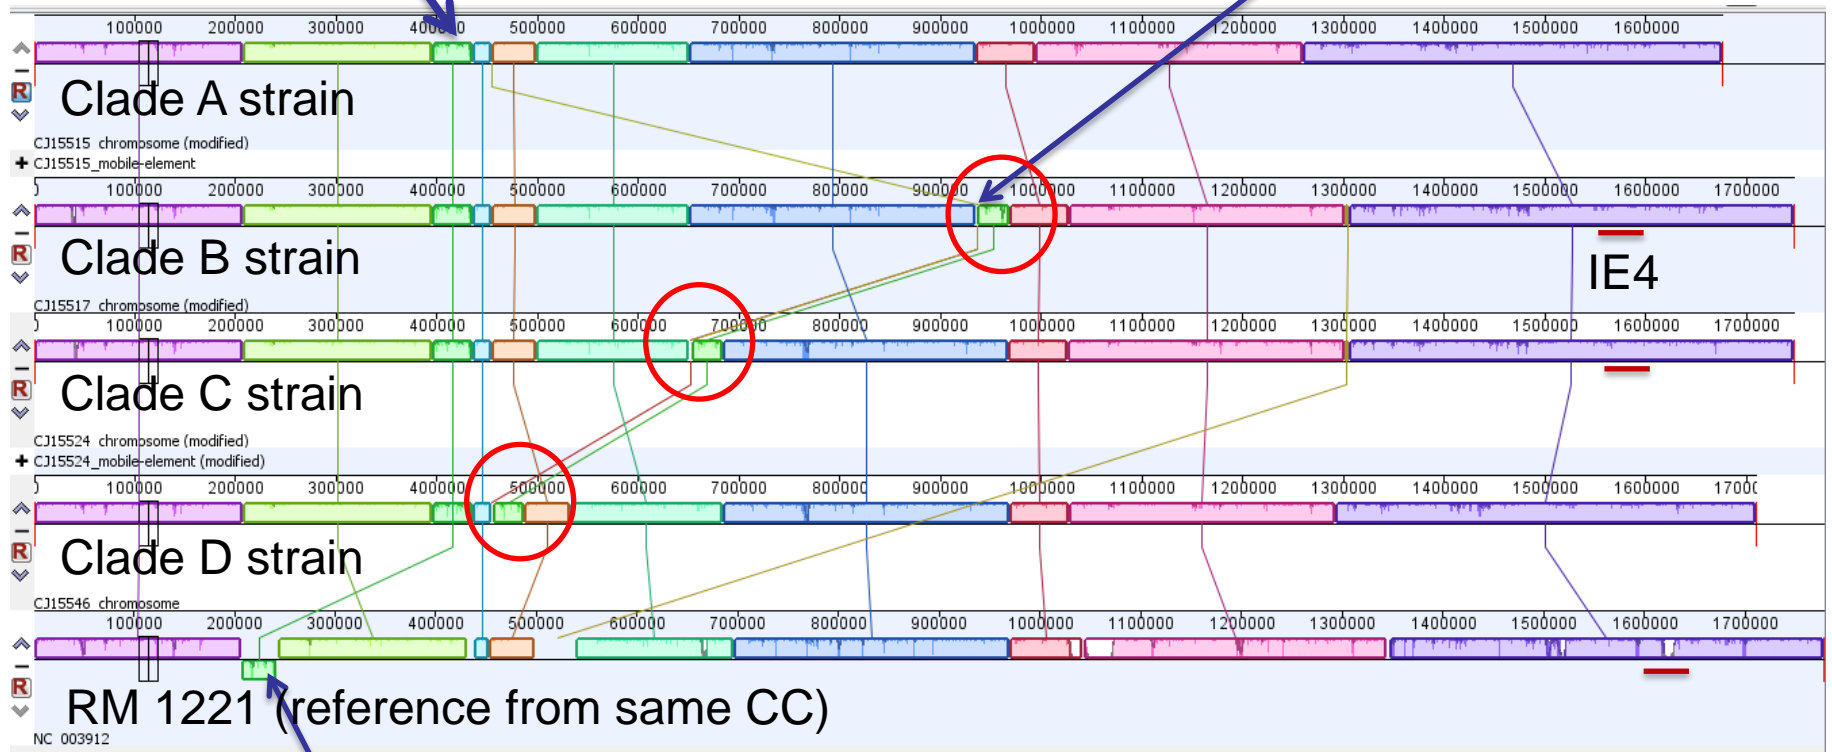 100000 200000 300000 400000 500000 600000 700000 800000 900000 1000000 1100000 1200000 1300000 1400000 1500000 1600000
R
Clade A strain
CJ15515 chromosome (modified)
CJ15515_mobile-element
0 100000 200000 300000 400000 500000 600000 700000 800000 900000 1000000 1100000 1200000 1300000 1400000 1500000 1600000 1700000
R
Clade B strain
IE4
CJ15517 chromosome (modified)
0 100000 200000 300000 400000 500000 600000 700000 800000 900000 1000000 1100000 1200000 1300000 1400000 1500000 1600000 1700000
R
Clade C strain
CJ15524 chromosome (modified)
CJ15524_mobile-element (modified)
0 100000 200000 300000 400000 500000 600000 700000 800000 900000 1000000 1100000 1200000 1300000 1400000 1500000 1600000 1700
R
Clade D strain
CJ15546 chromosome
100000 200000 300000 400000 500000 600000 700000 800000 900000 1000000 1100000 1200000 1300000 1400000 1500000 1600000 1700000
R
RM 1221 (reference from same CC)
NC 003912